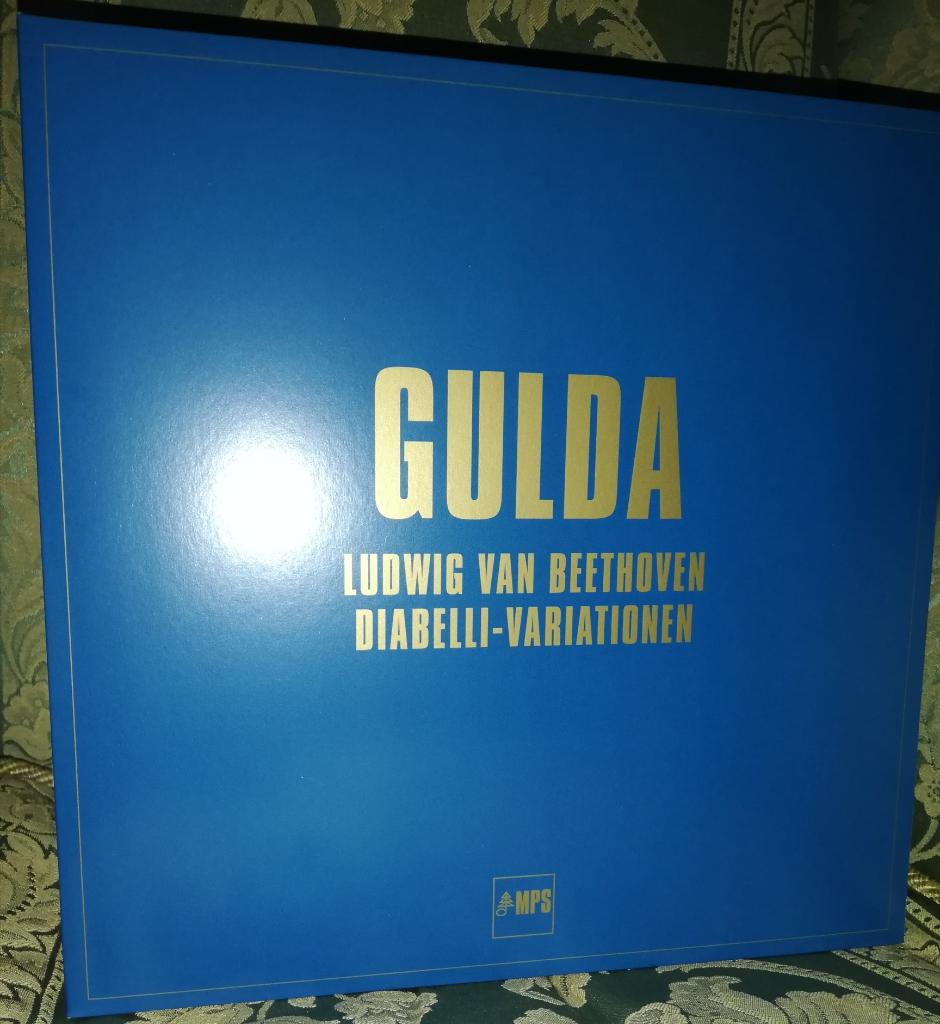 GULDA
LUDWIG VAN BEETHOVEN
DIABELLI-VARIATIONEN
MPS